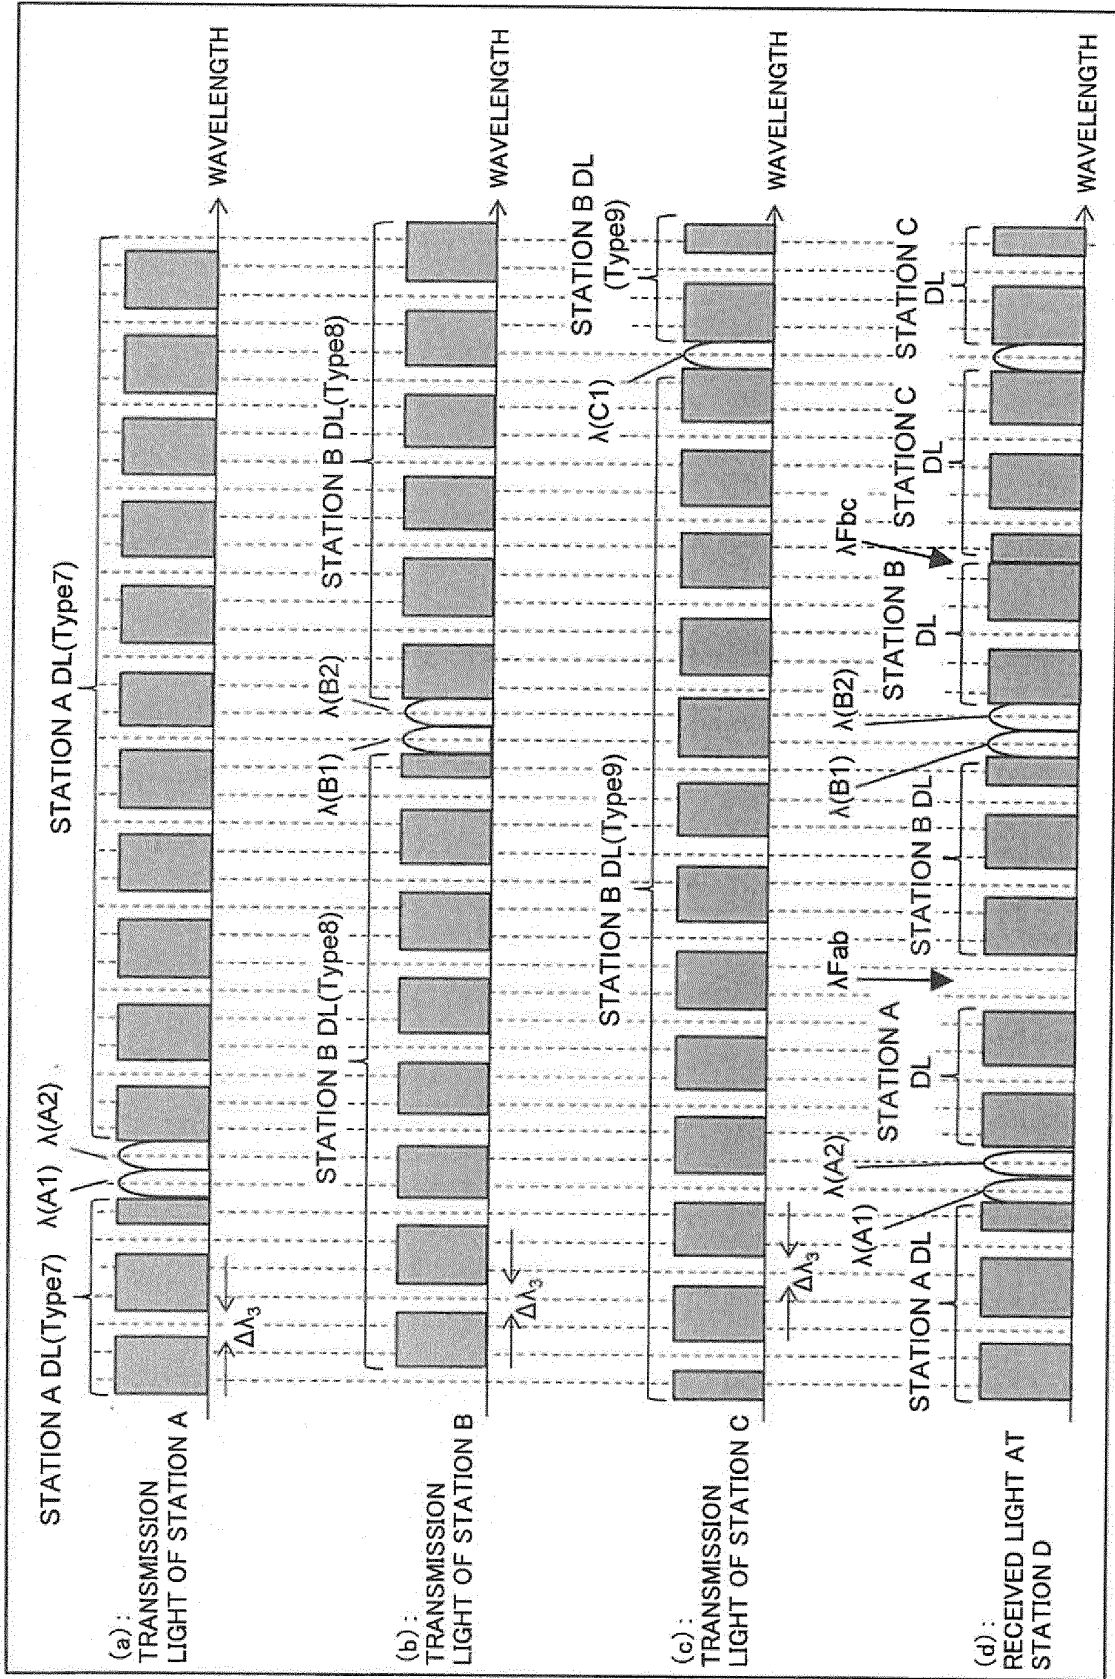 (a):
TRANSMISSION
LIGHT OF STATION A
STATION A DL(Type7)
λ(A1)
λ(A2)
STATION A DL(Type7)
Δλ3
WAVELENGTH
(b):
TRANSMISSION
LIGHT OF STATION B
STATION B DL(Type8)
λ(B1)
λ(B2)
STATION B DL(Type8)
Δλ3
WAVELENGTH
(c):
TRANSMISSION
LIGHT OF STATION C
STATION B DL(Type9)
λ(C1)
STATION B DL
(Type9)
Δλ3
WAVELENGTH
(d):
RECEIVED LIGHT AT
STATION D
STATION A DL
λ(A1)
λ(A2)
STATION A
DL
λFab
STATION B DL
λ(B1)
λ(B2)
STATION B
DL
λFbc
STATION C
DL
STATION C
DL
WAVELENGTH